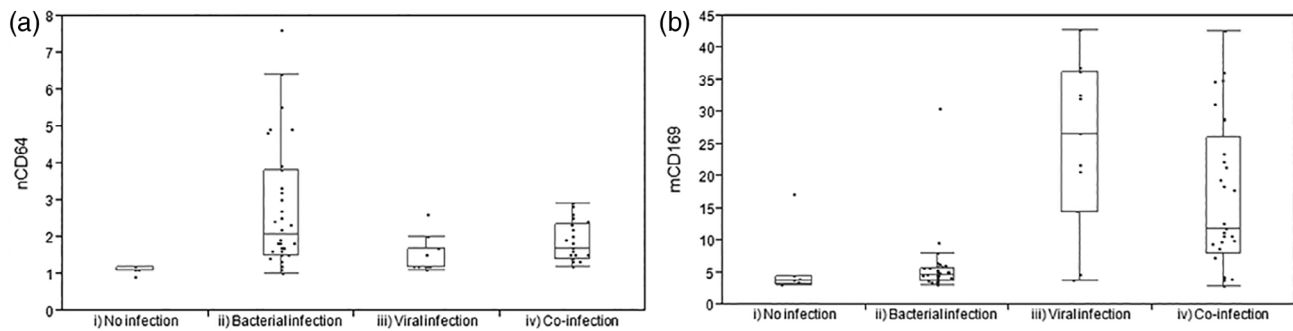 (a)
nCD64
8
7
6
5
4
3
2
1
0
i) No infection
ii) Bacterial infection
iii) Viral infection
iv) Co-infection
(b)
mCD169
45
40
35
30
25
20
15
10
5
0
i) No infection
ii) Bacterial infection
iii) Viral infection
iv) Co-infection